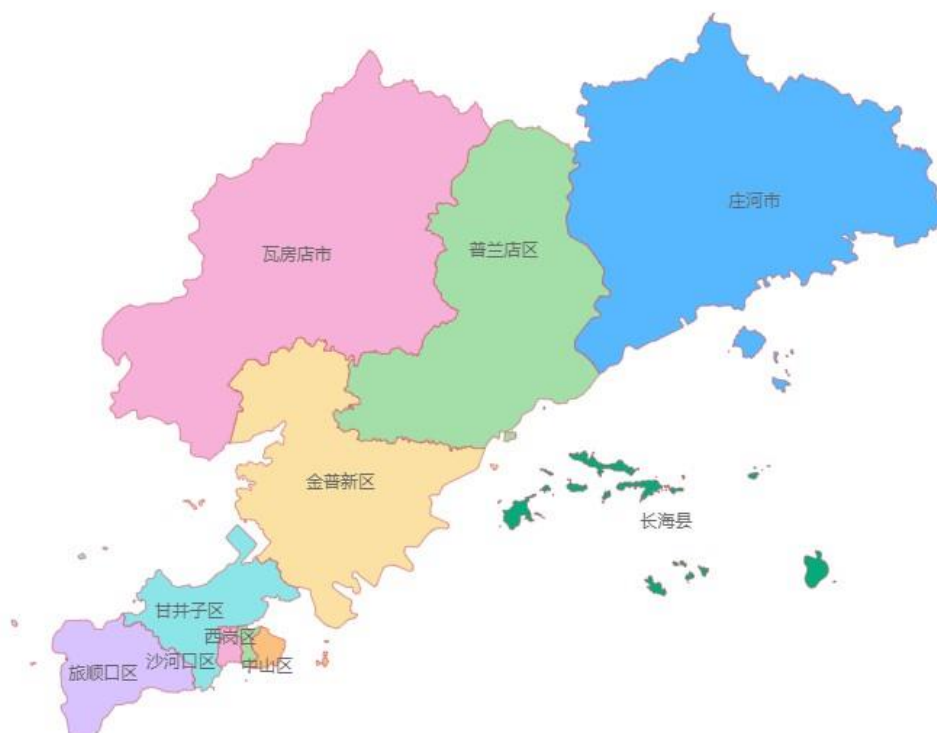 庄河市
瓦房店市
普兰店区
金普新区
长海县
甘井子区
西岗区
沙河口区
中山区
旅顺口区